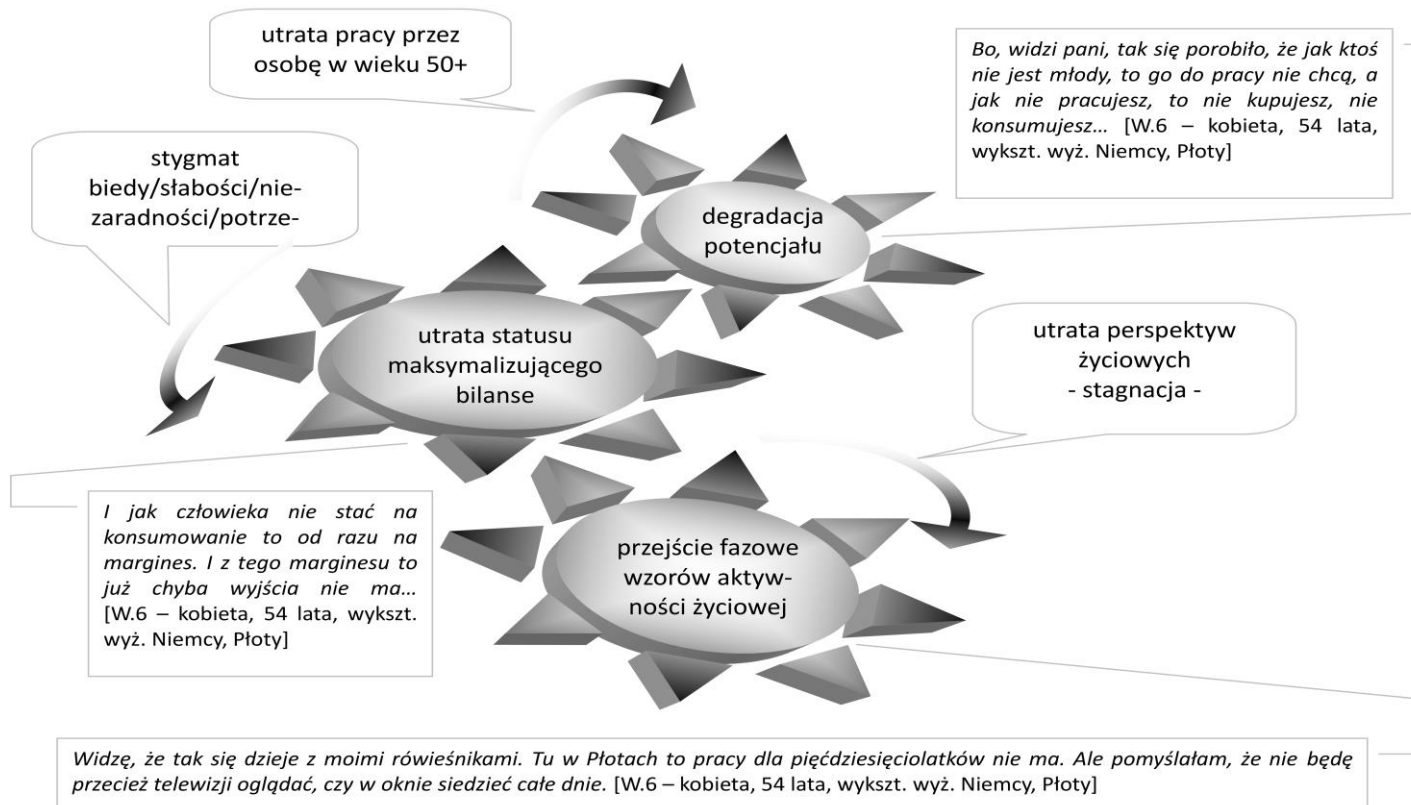 utrata pracy przez
osobę w wieku 50+
Bo, widzi pani, tak się porobiło, że jak ktoś
nie jest młody, to go do pracy nie chcą, a
jak nie pracujesz, to nie kupujesz, nie
konsumujesz... [W.6 – kobieta, 54 lata,
wykszt. wyż. Niemcy, Płoty]
stygmat
biedy/słabości/nie-
zaradności/potrze-
degradacja
potencjału
utrata statusu
maksymalizującego
bilanse
utrata perspektyw
życiowych
- stagnacja -
I jak człowieka nie stać na
konsumowanie to od razu na
margines. I z tego marginesu to
już chyba wyjścia nie ma...
[W.6 – kobieta, 54 lata, wykszt.
wyż. Niemcy, Płoty]
przejście fazowe
wzorów aktyw-
ności życiowej
Widzę, że tak się dzieje z moimi rówieśnikami. Tu w Płotach to pracy dla pięćdziesięciolatków nie ma. Ale pomyślałam, że nie będę
przecież telewizji oglądać, czy w oknie siedzieć całe dnie. [W.6 – kobieta, 54 lata, wykszt. wyż. Niemcy, Płoty]